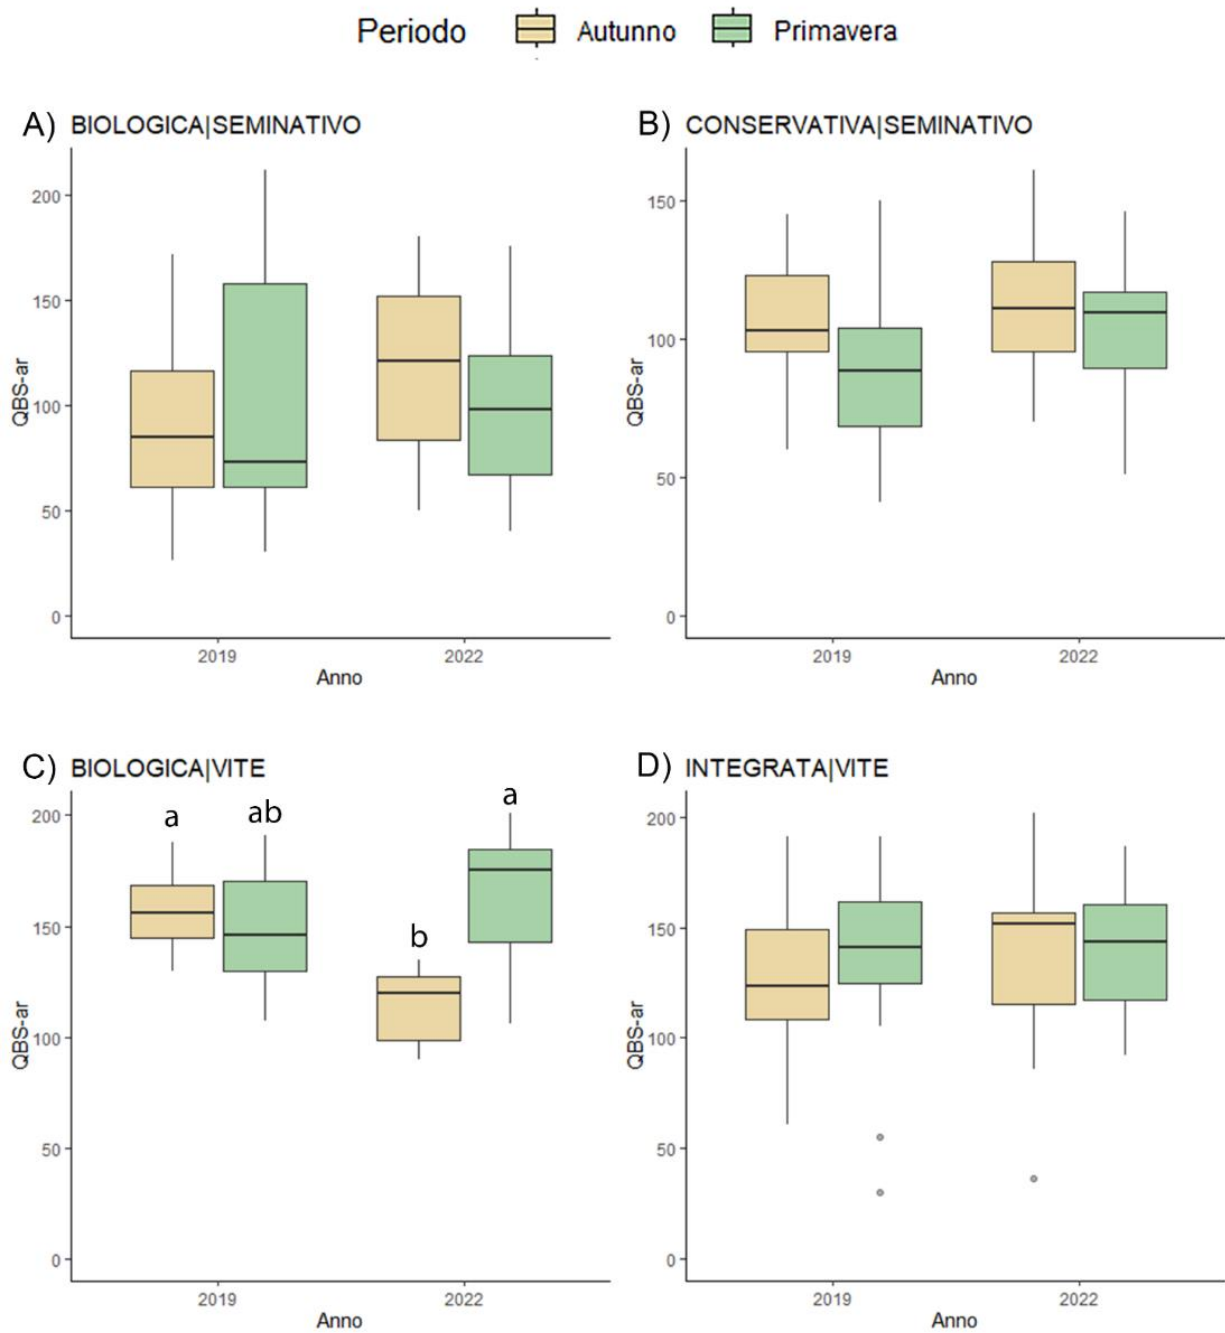 Periodo Autunno Primavera
A) BIOLOGICA|SEMINATIVO
200
150
100
50
0
QBS-ar
2019 2022
Anno
B) CONSERVATIVA|SEMINATIVO
150
100
50
0
QBS-ar
2019 2022
Anno
C) BIOLOGICA|VITE
a ab b a
200
150
100
50
0
QBS-ar
2019 2022
Anno
D) INTEGRATA|VITE
200
150
100
50
0
QBS-ar
2019 2022
Anno